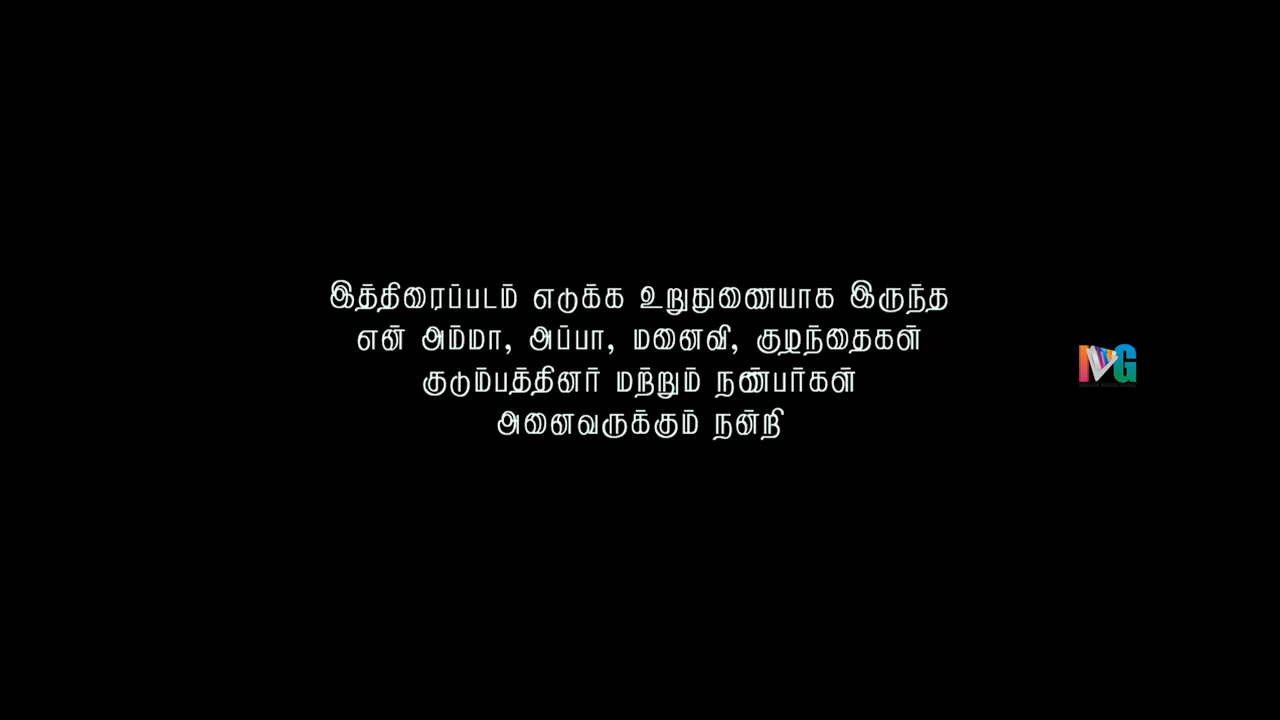 இத்திரைப்படம் எடுக்க உறுதுணையாக இருந்த
என் அம்மா, அப்பா, மனைவி, குழந்தைகள்
குடும்பத்தினர் மற்றும் நண்பர்கள்
அனைவருக்கும் நன்றி